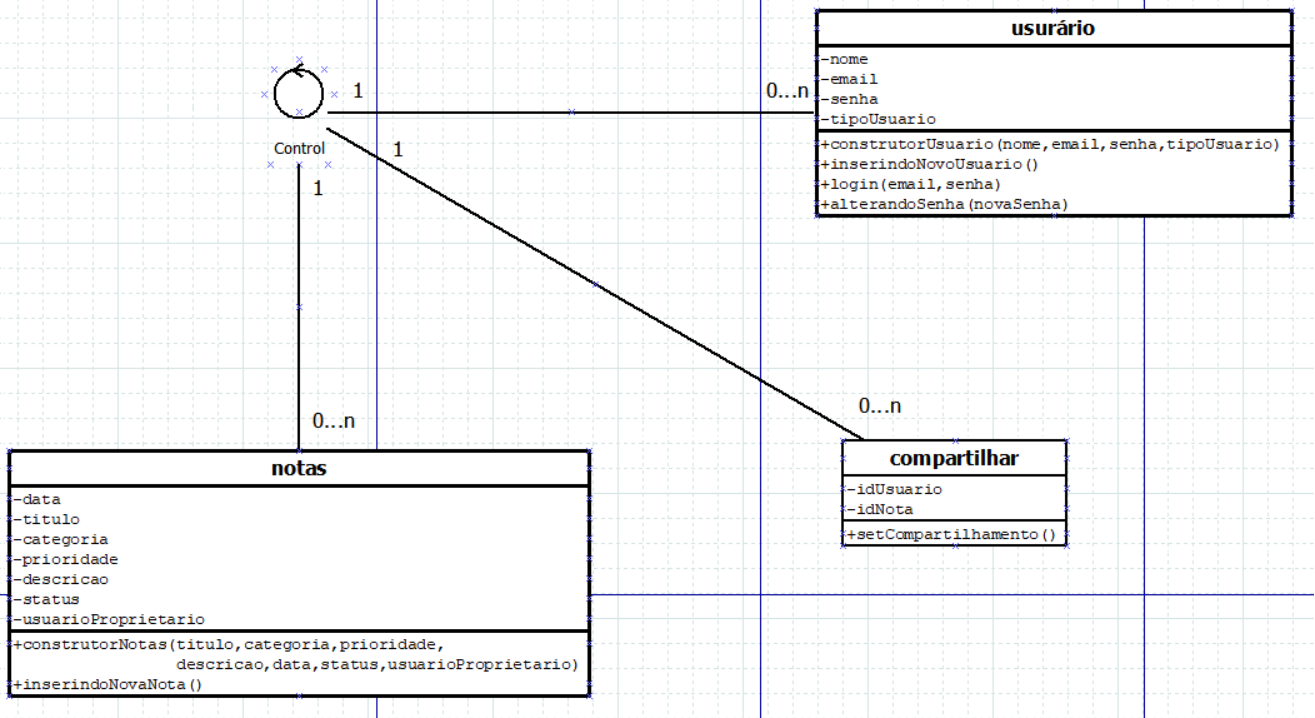 usurário
-nome
-email
-senha
-tipoUsuario
+construtorUsuario(nome,email,senha,tipoUsuario)
+inserindoNovoUsuario()
+login(email,senha)
+alterandoSenha(novaSenha)
1
0...n
Control
1
1
0...n
0...n
notas
-data
-titulo
-categoria
-prioridade
-descricao
-status
-usuarioProprietario
+construtorNotas(titulo,categoria,prioridade,
descricao,data,status,usuarioProprietario)
+inserindoNovaNota()
compartilhar
-idUsuario
-idNota
+setCompartilhamento()